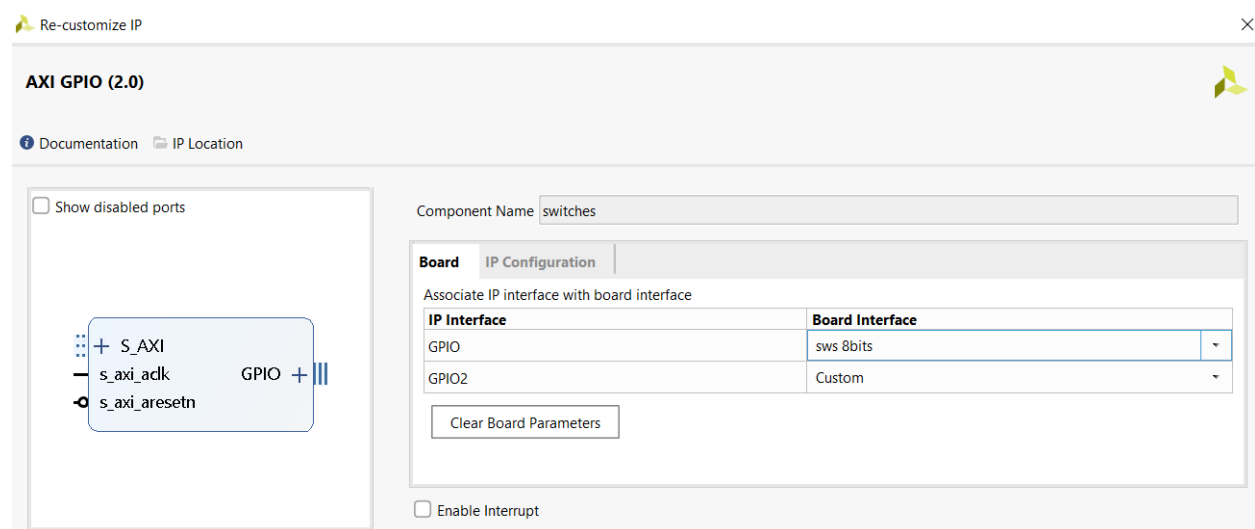 Re-customize IP
AXI GPIO (2.0)
Documentation IP Location
Show disabled ports
S_AXI
s_axi_aclk
s_axi_aresetn
GPIO
Component Name switches
Board IP Configuration
Associate IP interface with board interface
IP Interface Board Interface
GPIO sws 8bits
GPIO2 Custom
Clear Board Parameters
Enable Interrupt